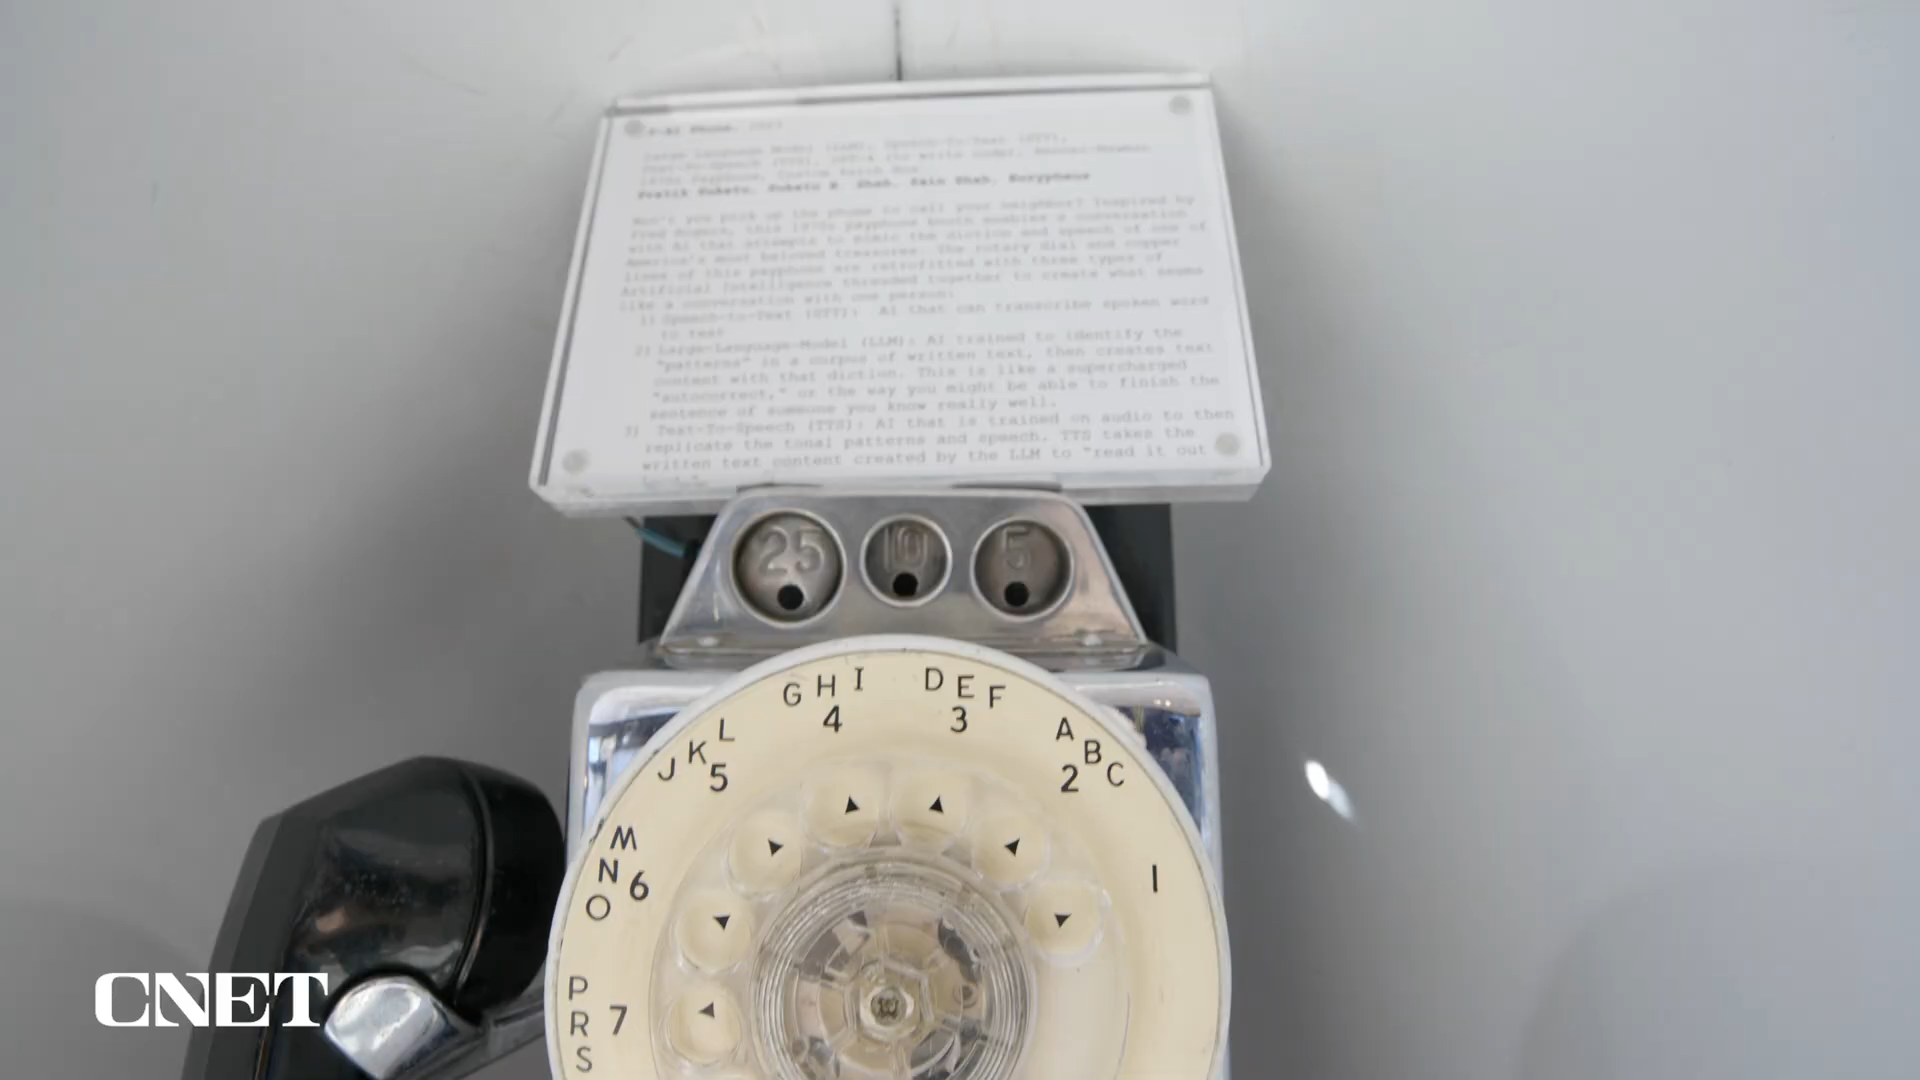 Large Language Model (LLM), Speech-To-Text (STT),
Text-To-Speech (TTS),
1970s Payphone, Custom
Won't you pick up the phone to call your neighbor? Inspired by
Fred Rogers, this 1970s payphone booth enables a conversation
with AI that attempts to mimic the diction and speech of one of
America's most beloved treasures. The rotary dial and copper
lines of this payphone are retrofitted with three types of
Artificial Intelligence threaded together to create what seems
like a conversation with one person:
1) Speech-to-Text (STT): AI that can transcribe spoken word
to text
2) Large-Language-Model (LLM): AI trained to identify the
"patterns" in a corpus of written text, then creates text
content with that diction. This is like a supercharged
"autocorrect," or the way you might be able to finish the
sentence of someone you know really well.
3) Text-To-Speech (TTS): AI that is trained on audio to then
replicate the tonal patterns and speech. TTS takes the
written text content created by the LLM to "read it out
25 10 5
GHI DEF
4 3
JKL ABC
5 2
MNO 6 1
PRS 7
CNET